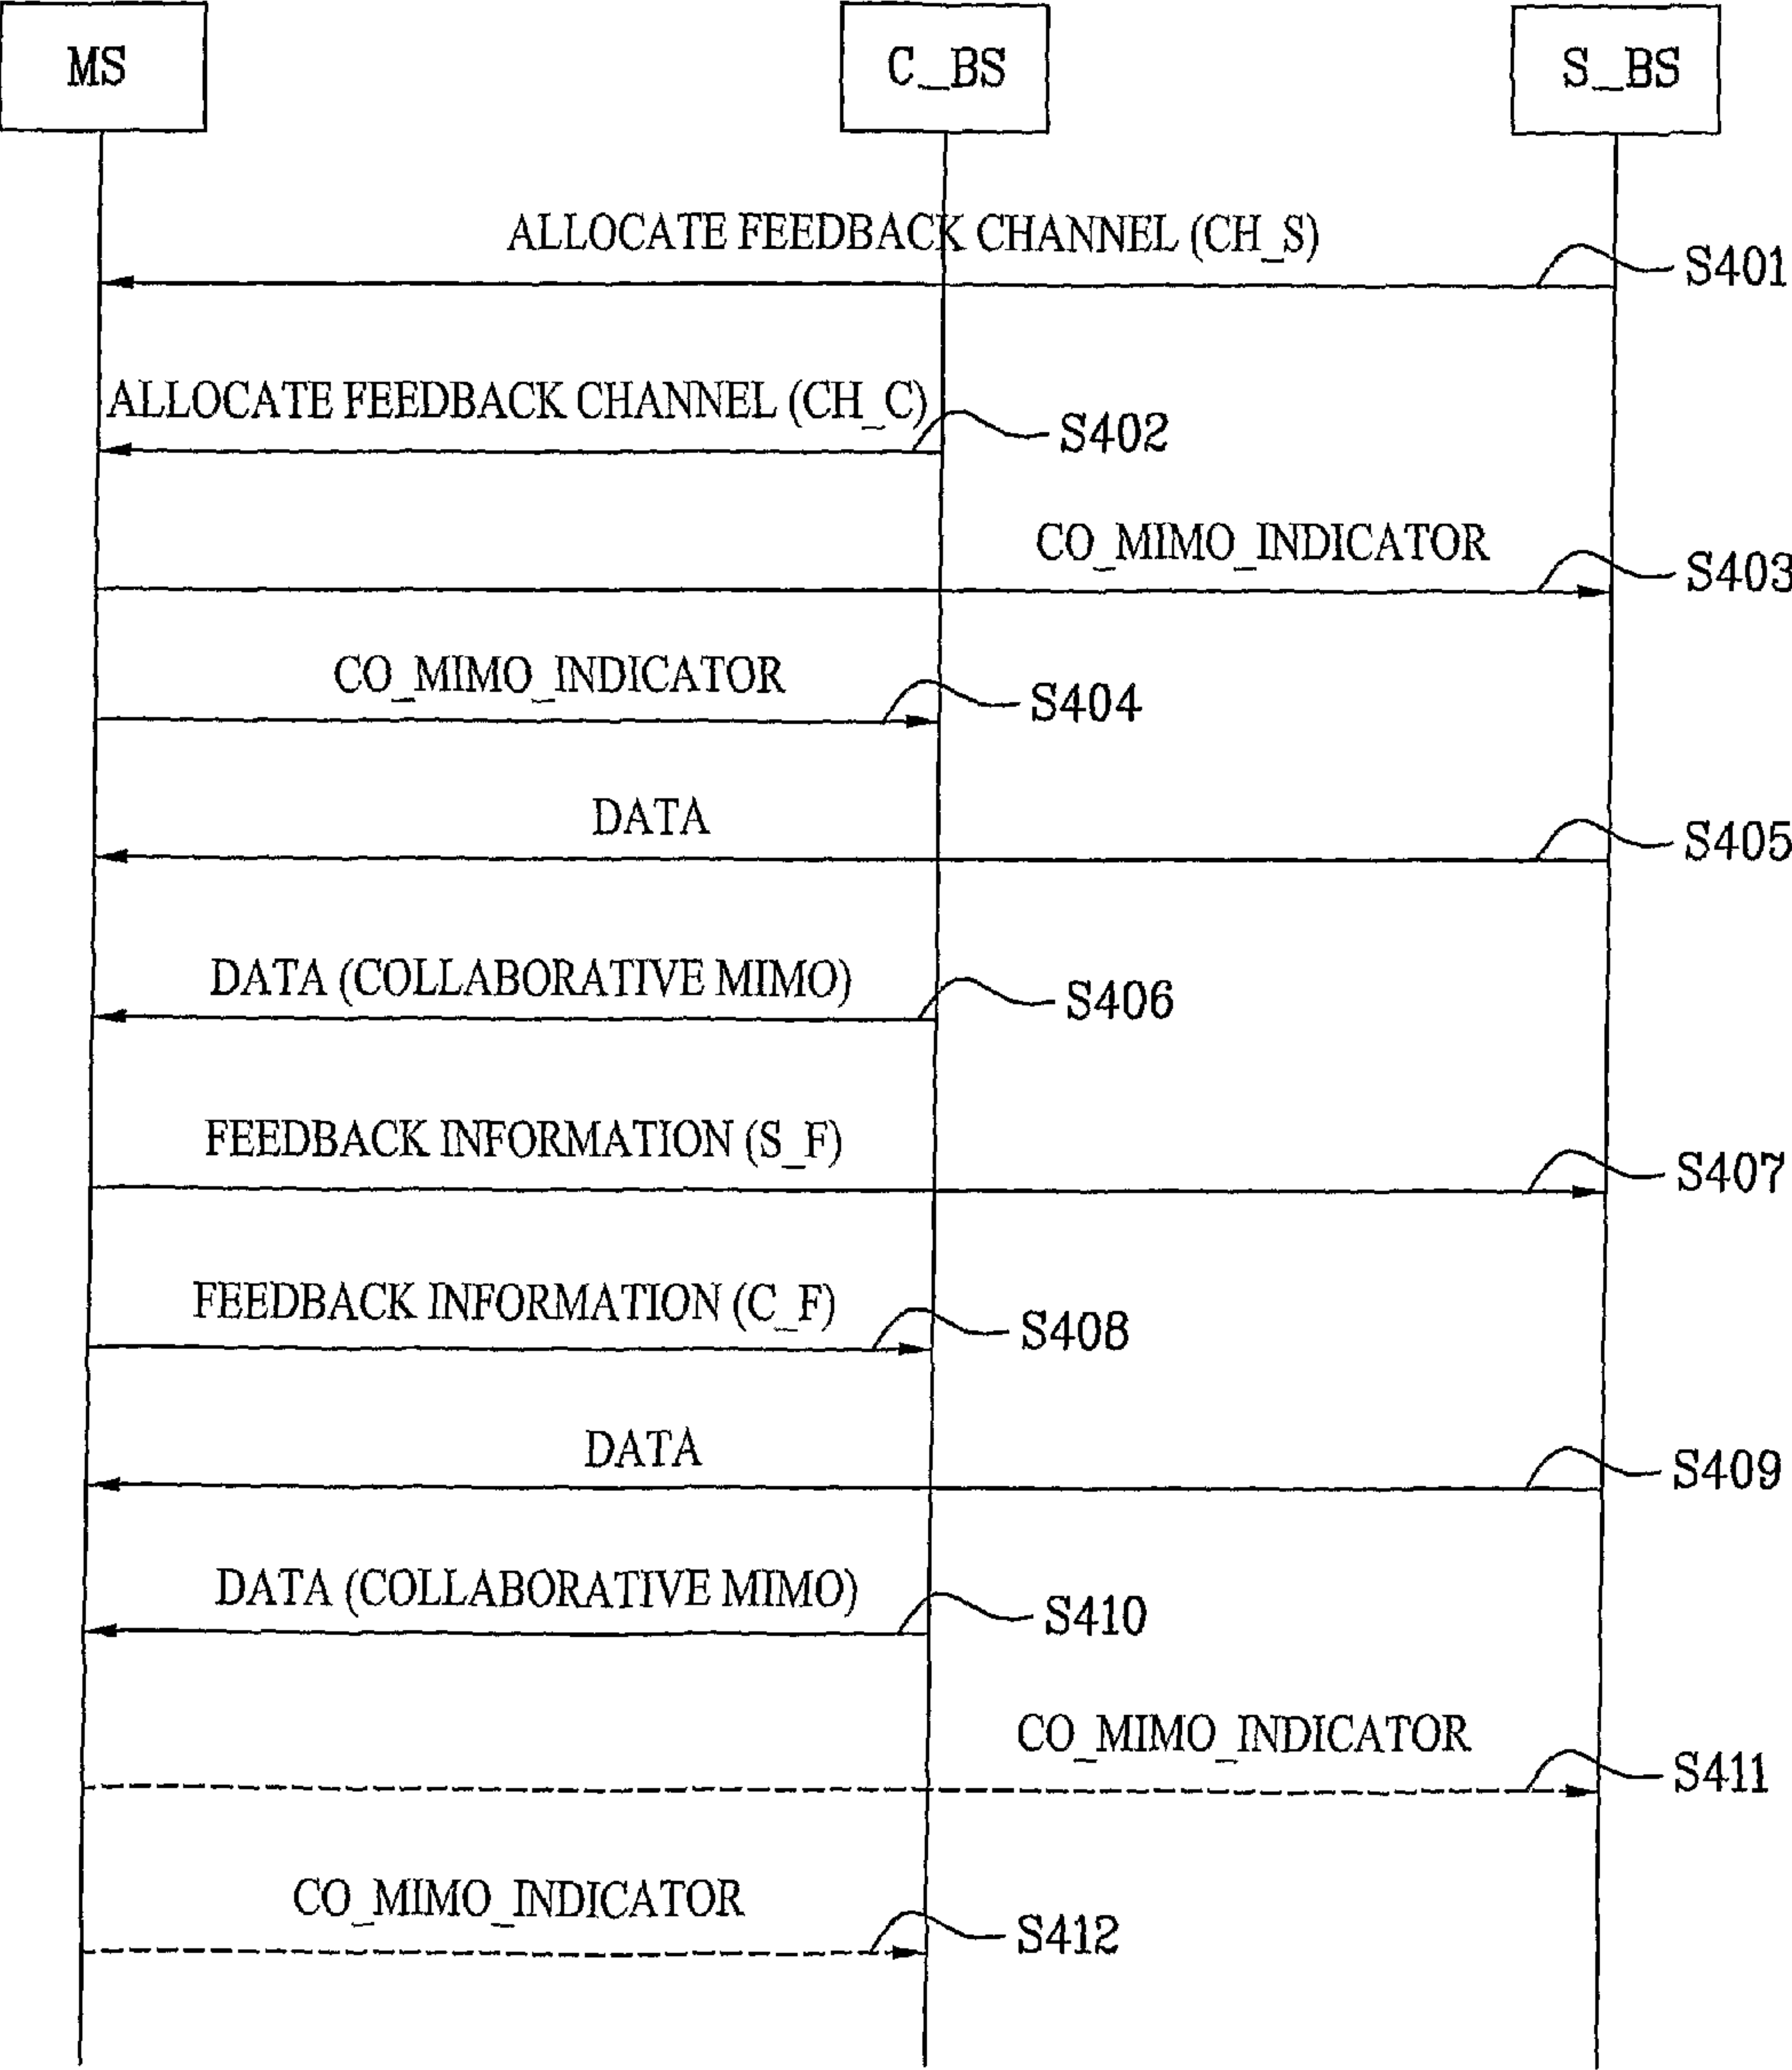 MS
C_BS
S_BS
ALLOCATE FEEDBACK CHANNEL (CH_S)
S401
ALLOCATE FEEDBACK CHANNEL (CH_C)
S402
CO_MIMO_INDICATOR
S403
CO_MIMO_INDICATOR
S404
DATA
S405
DATA (COLLABORATIVE MIMO)
S406
FEEDBACK INFORMATION (S_F)
S407
FEEDBACK INFORMATION (C_F)
S408
DATA
S409
DATA (COLLABORATIVE MIMO)
S410
CO_MIMO_INDICATOR
S411
CO_MIMO_INDICATOR
S412